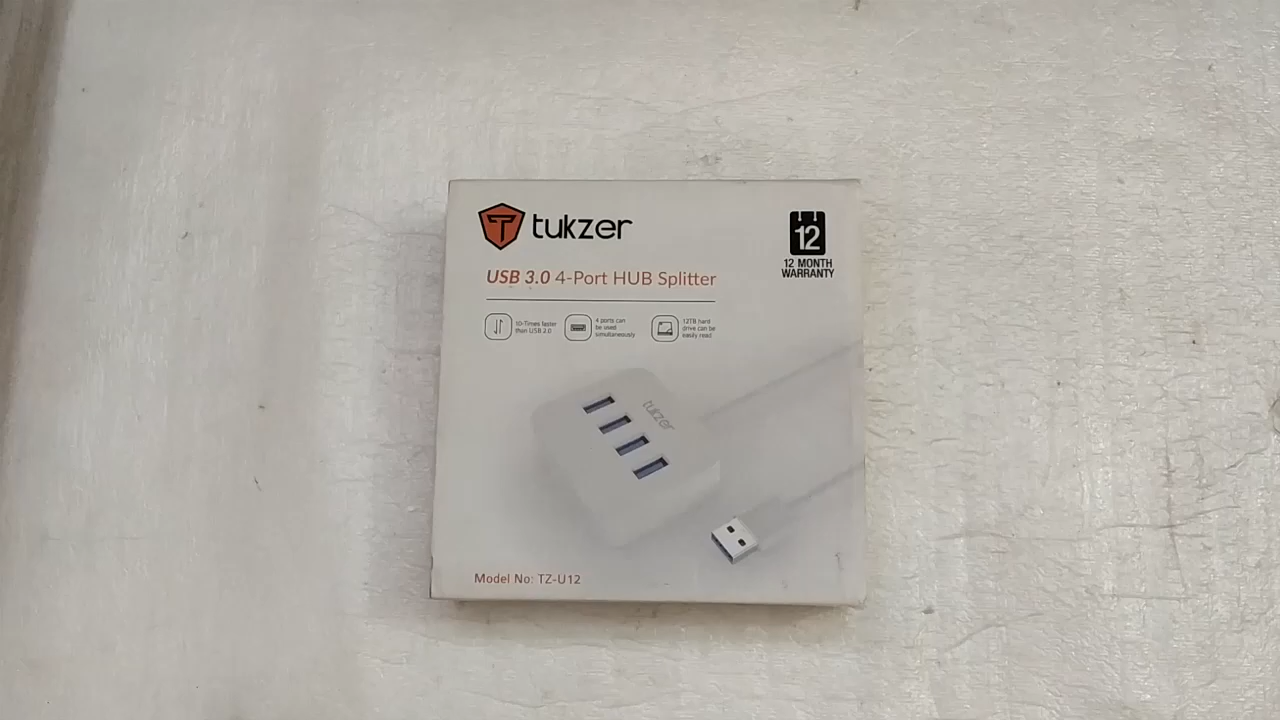 tukzer
12
12 MONTH
WARRANTY
USB 3.0 4-Port HUB Splitter
10-Times faster
than USB 2.0
4 ports can
be used
simultaneously
12TB hard
drive can be
easily read
tukzer
Model No: TZ-U12